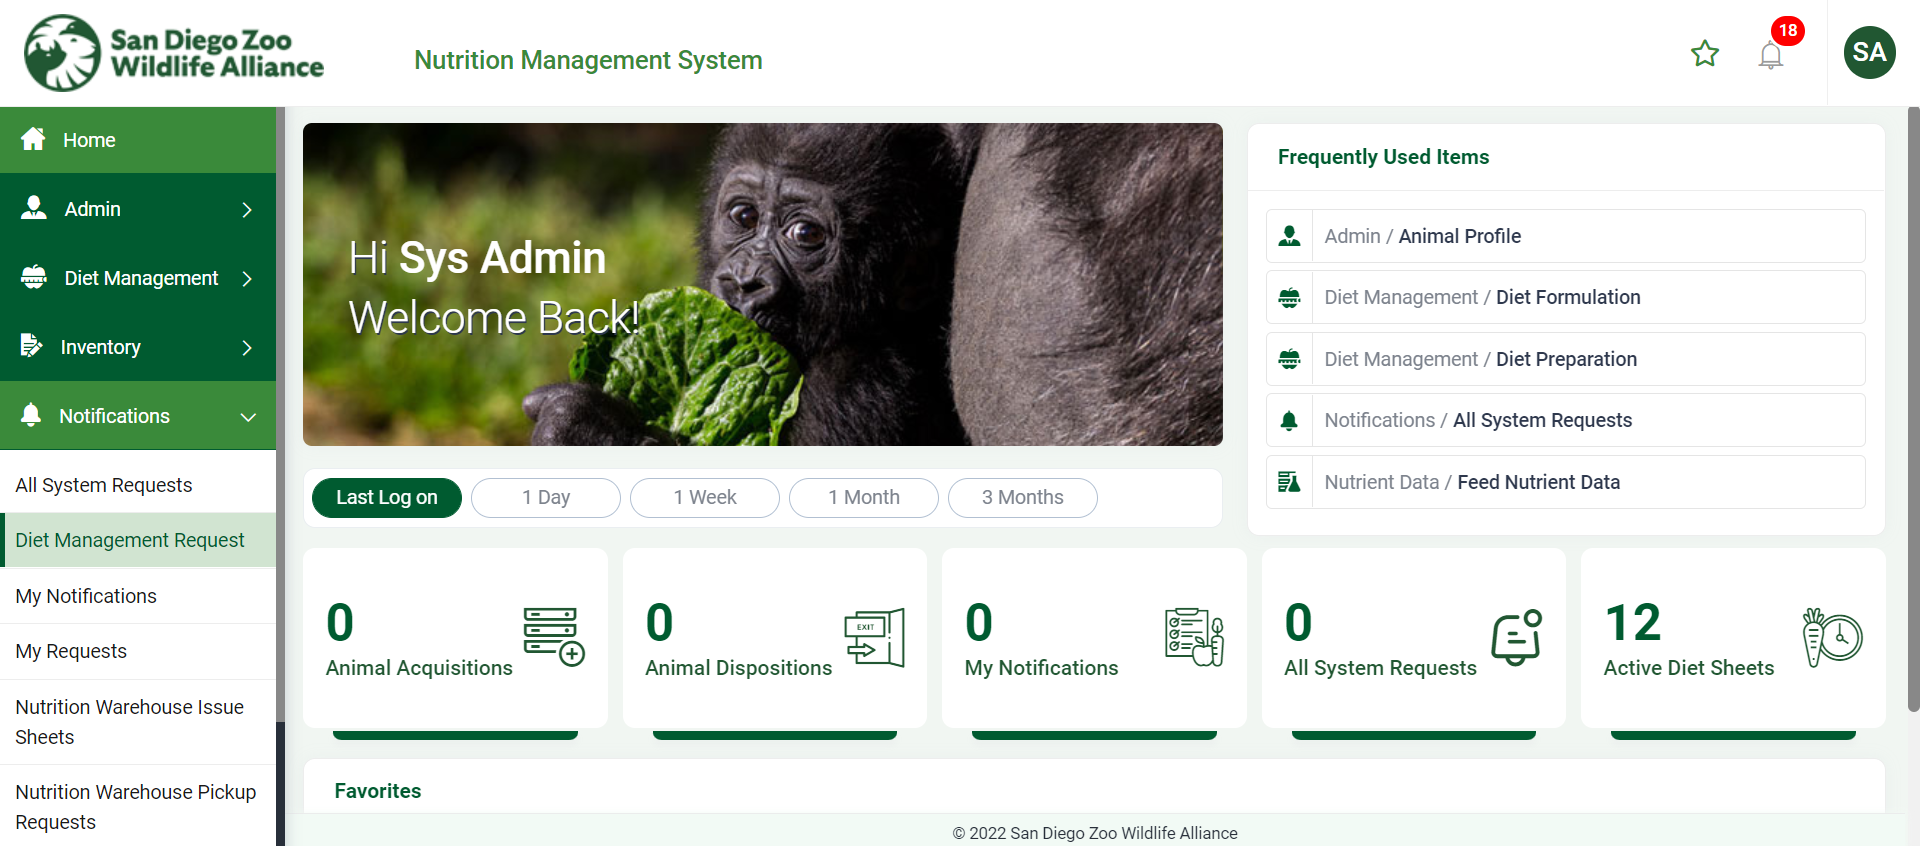 San Diego Zoo
Wildlife Alliance
Nutrition Management System
18
SA
Home
Admin
Diet Management
Inventory
Notifications
All System Requests
Diet Management Request
My Notifications
My Requests
Nutrition Warehouse Issue
Sheets
Nutrition Warehouse Pickup
Requests
Hi Sys Admin
Welcome Back!
Frequently Used Items
Admin / Animal Profile
Diet Management / Diet Formulation
Diet Management / Diet Preparation
Notifications / All System Requests
Nutrient Data / Feed Nutrient Data
Last Log on
1 Day
1 Week
1 Month
3 Months
0
Animal Acquisitions
0
EXIT
Animal Dispositions
0
My Notifications
0
All System Requests
12
Active Diet Sheets
Favorites
© 2022 San Diego Zoo Wildlife Alliance